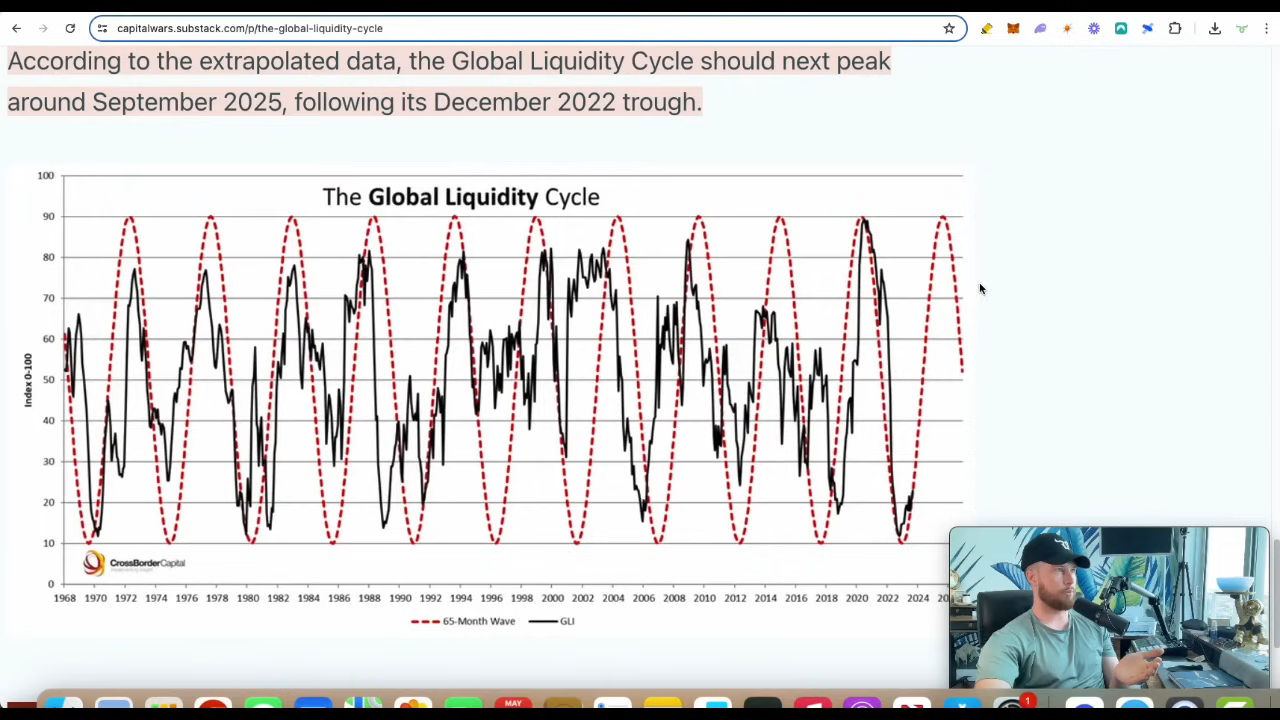 capitalwars.substack.com/p/the-global-liquidity-cycle
According to the extrapolated data, the Global Liquidity Cycle should next peak
around September 2025, following its December 2022 trough.
The Global Liquidity Cycle
100
90
80
70
60
50
40
30
20
10
0
Index 0-100
CrossBorderCapital
1968 1970 1972 1974 1976 1978 1980 1982 1984 1986 1988 1990 1992 1994 1996 1998 2000 2002 2004 2006 2008 2010 2012 2014 2016 2018 2020 2022 2024
65-Month Wave GLI
MAY
1